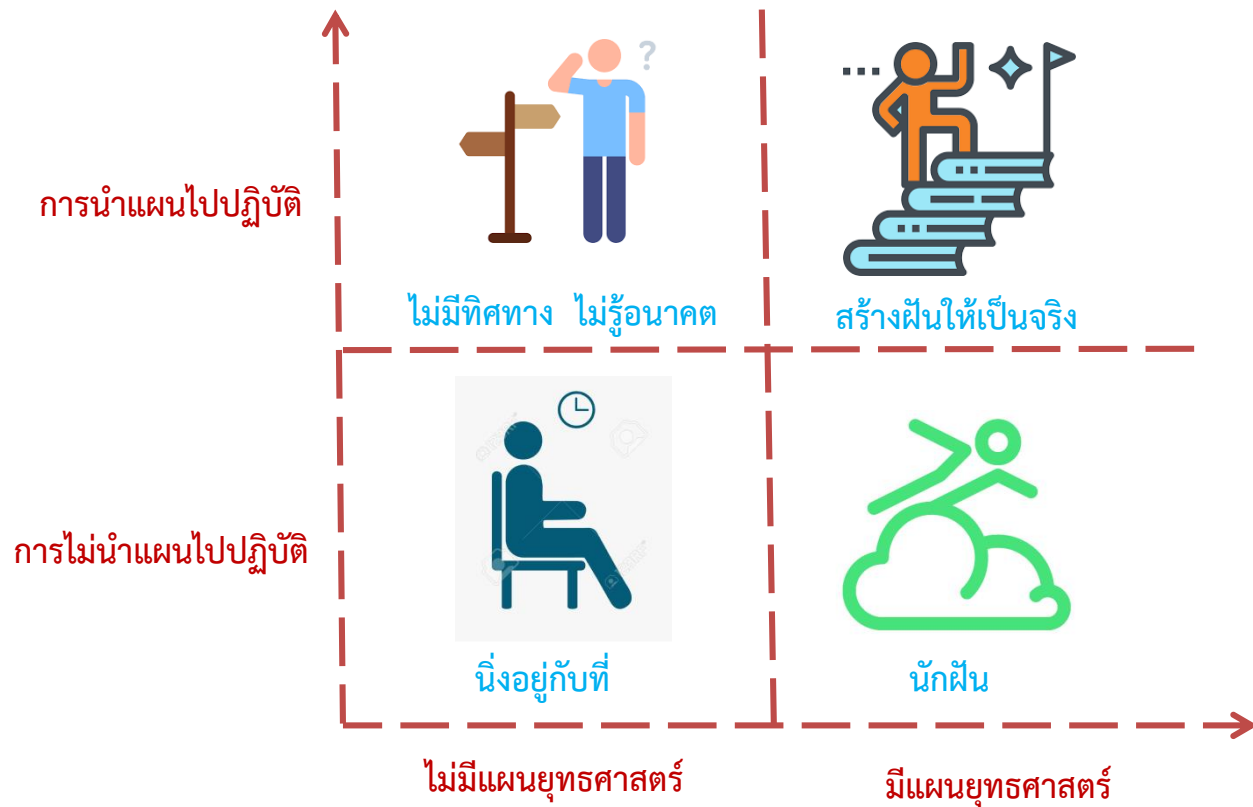 ?
การนำแผนไปปฏิบัติ
ไม่มีทิศทาง ไม่รู้อนาคต
สร้างฝันให้เป็นจริง
การไม่นำแผนไปปฏิบัติ
นิ่งอยู่กับที่
นักฝัน
ไม่มีแผนยุทธศาสตร์
มีแผนยุทธศาสตร์